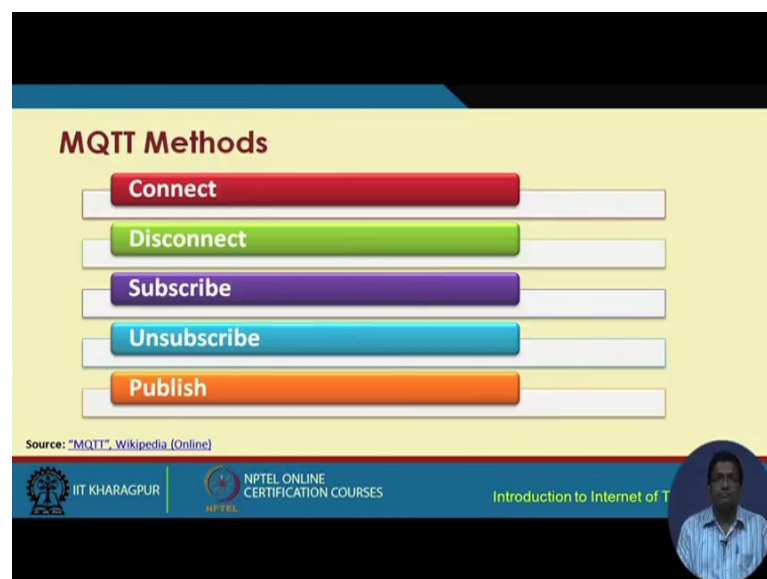 MQTT Methods
Connect
Disconnect
Subscribe
Unsubscribe
Publish
Source: "MQTT", Wikipedia (Online)
IIT KHARAGPUR
NPTEL
NPTEL ONLINE
CERTIFICATION COURSES
Introduction to Internet of T